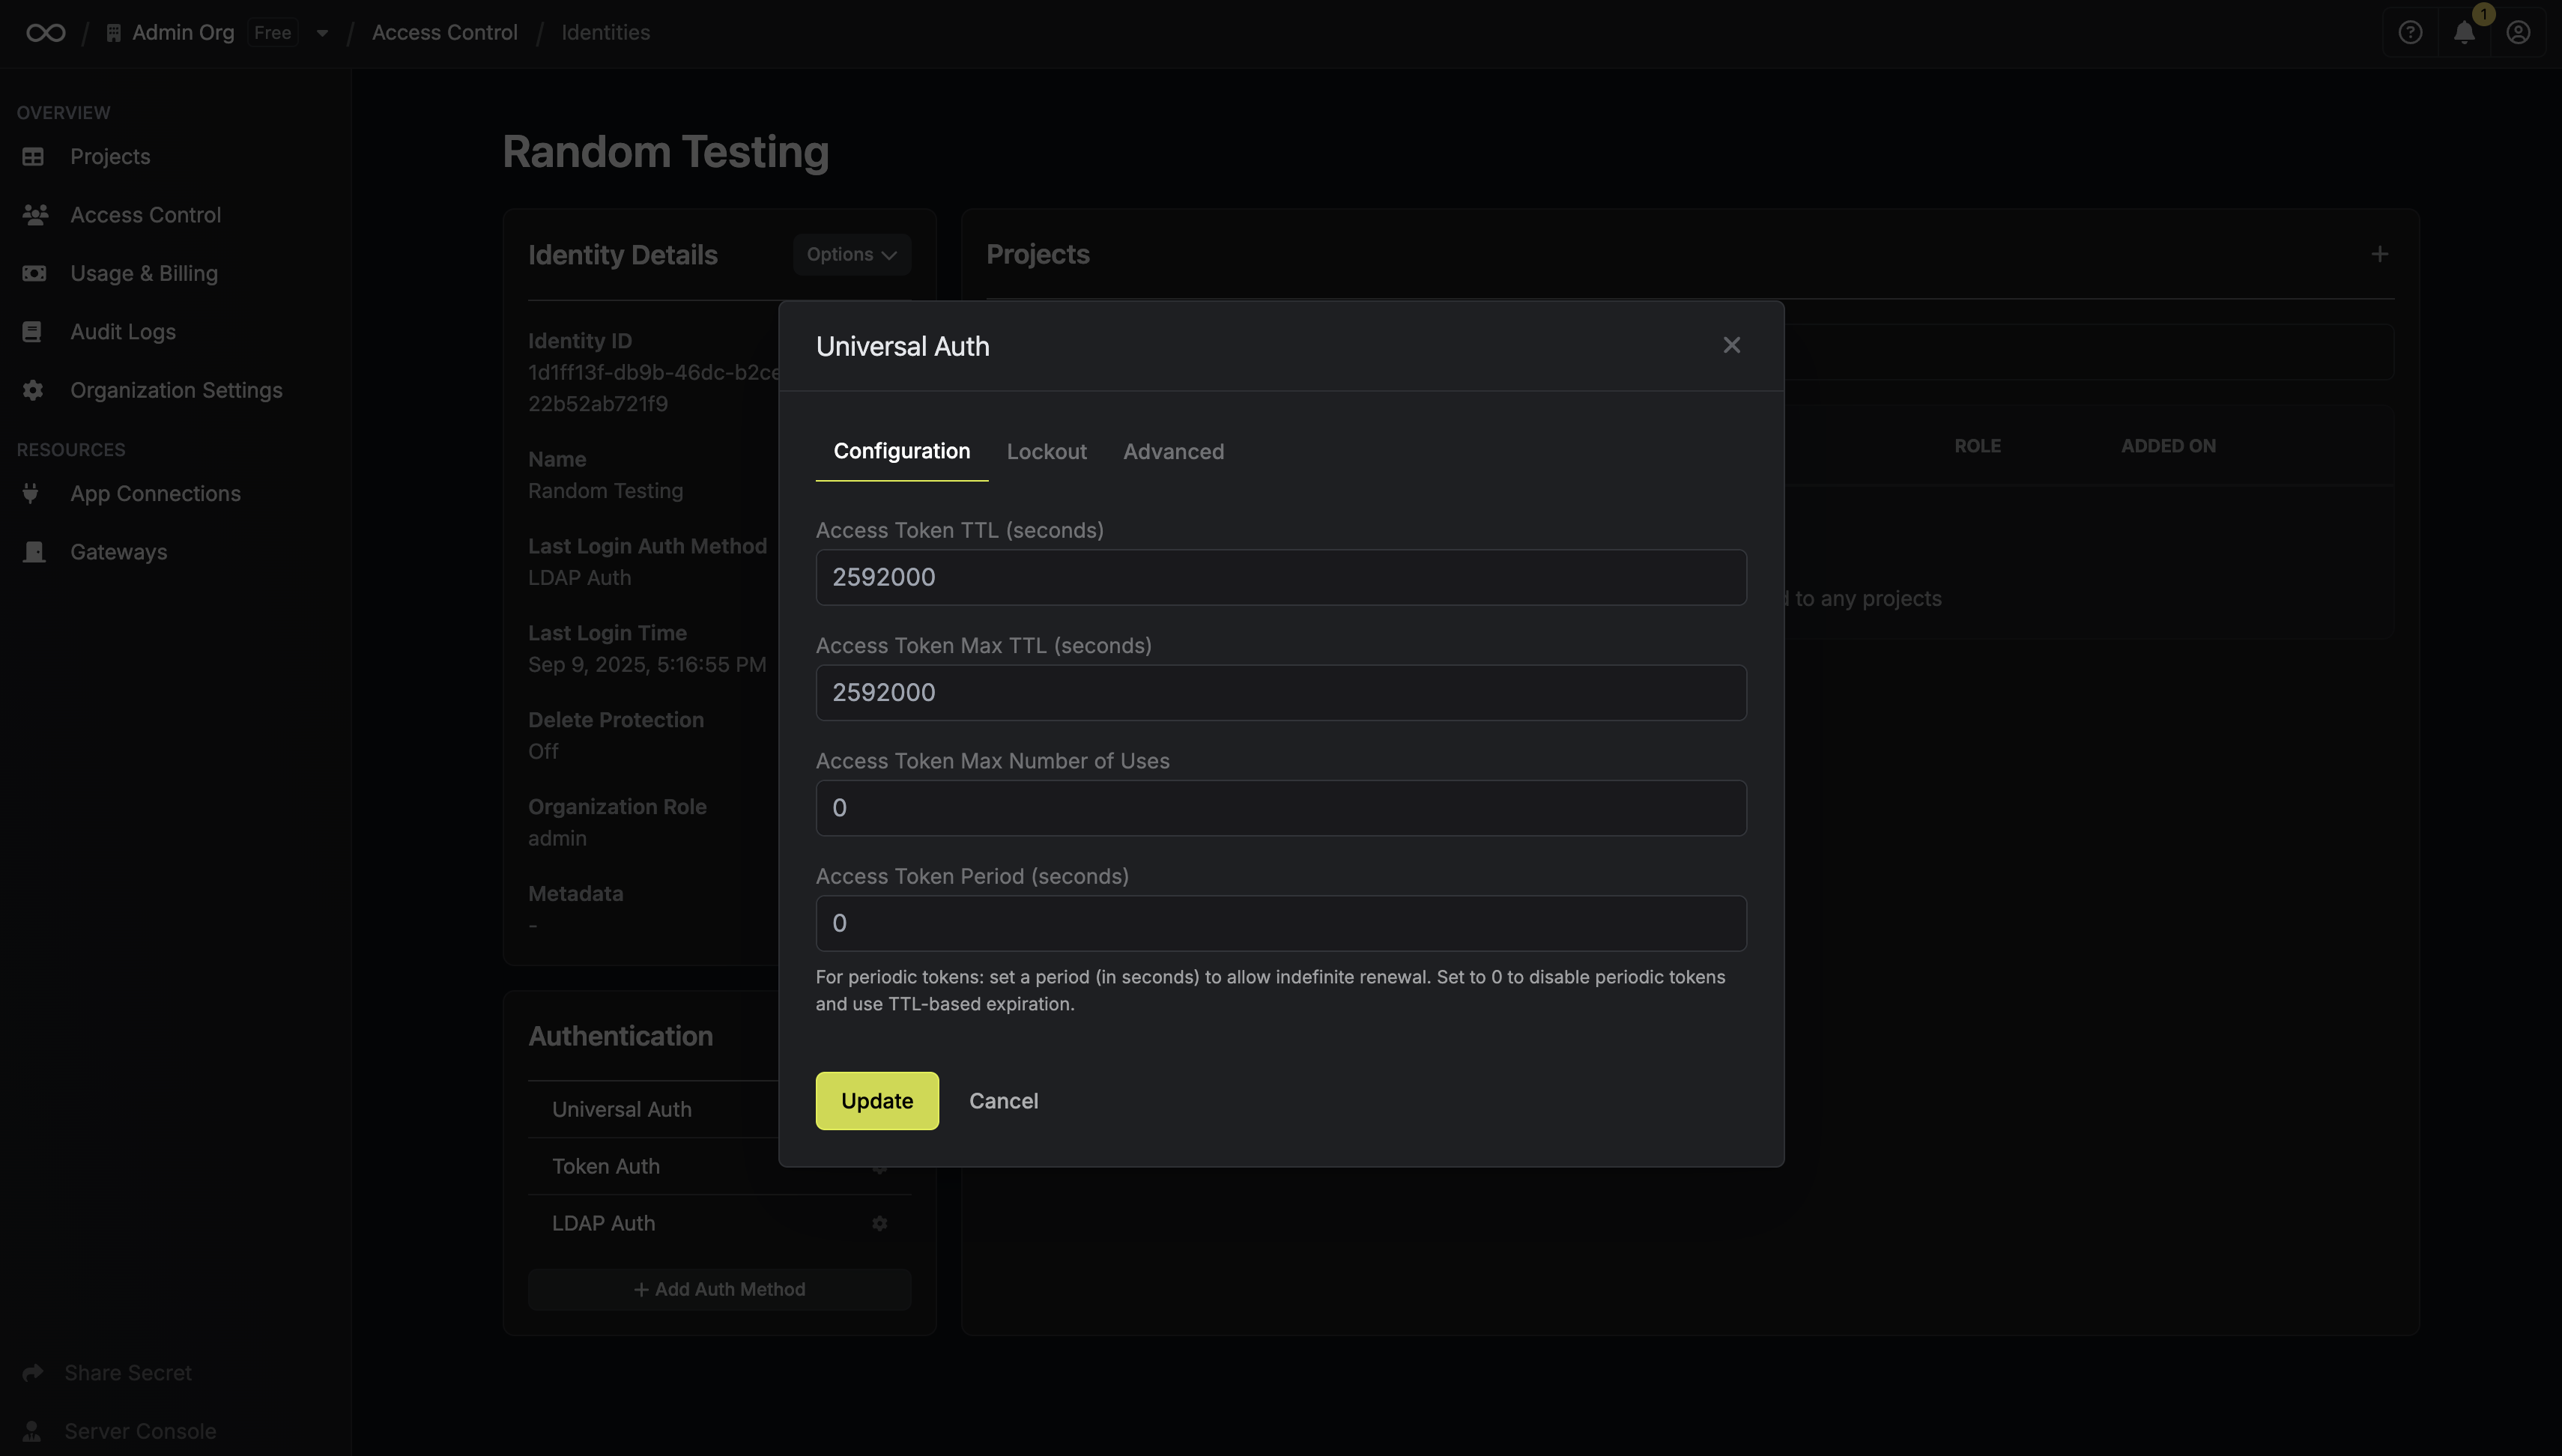 Admin Org Free / Access Control / Identities
1
OVERVIEW
Projects
Access Control
Usage & Billing
Audit Logs
Organization Settings
RESOURCES
App Connections
Gateways
Share Secret
Server Console
Random Testing
Identity Details
Options
Identity ID
1d1ff13f-db9b-46dc-b2ce
22b52ab721f9
Name
Random Testing
Last Login Auth Method
LDAP Auth
Last Login Time
Sep 9, 2025, 5:16:55 PM
Delete Protection
Off
Organization Role
admin
Metadata
-
Authentication
Universal Auth
Token Auth
LDAP Auth
+ Add Auth Method
Projects
ROLE ADDED ON
to any projects
Universal Auth
Configuration Lockout Advanced
Access Token TTL (seconds)
2592000
Access Token Max TTL (seconds)
2592000
Access Token Max Number of Uses
0
Access Token Period (seconds)
0
For periodic tokens: set a period (in seconds) to allow indefinite renewal. Set to 0 to disable periodic tokens
and use TTL-based expiration.
Update Cancel